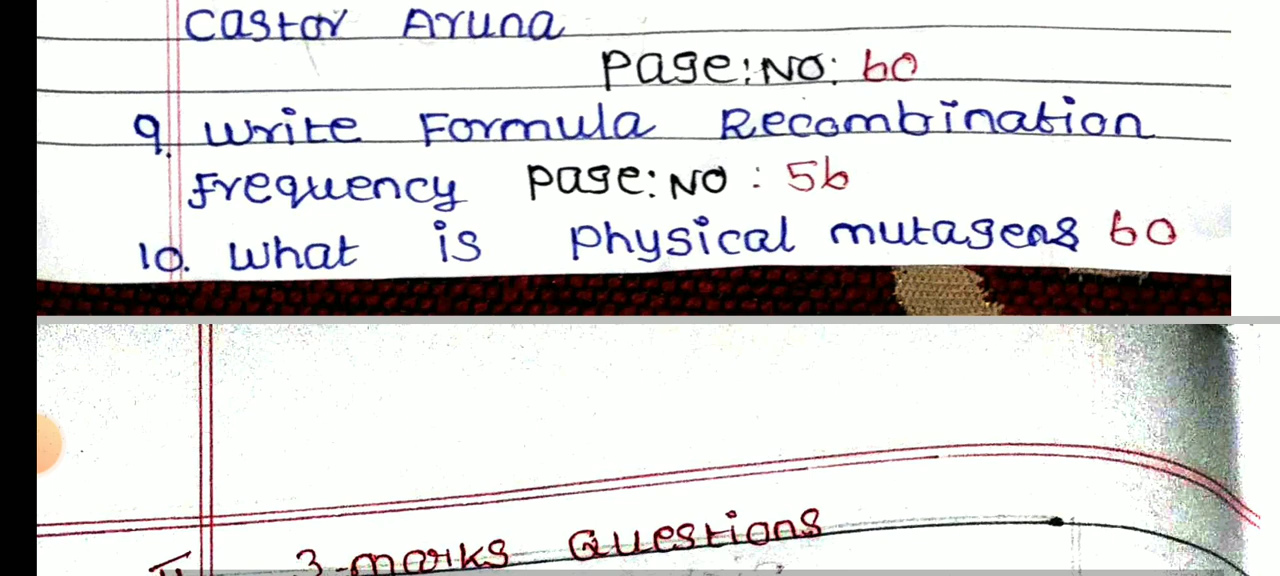 Castor Aruna
Page:NO: 60
9. Write Formula Recombination
Frequency Page:NO : 56
10. What is Physical mutagens 60
II 3-marks Questions